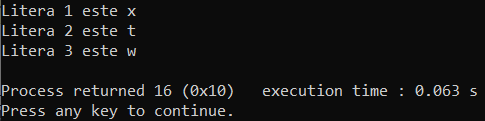 Litera 1 este x
Litera 2 este t
Litera 3 este w
Process returned 16 (0x10)   execution time : 0.063 s
Press any key to continue.